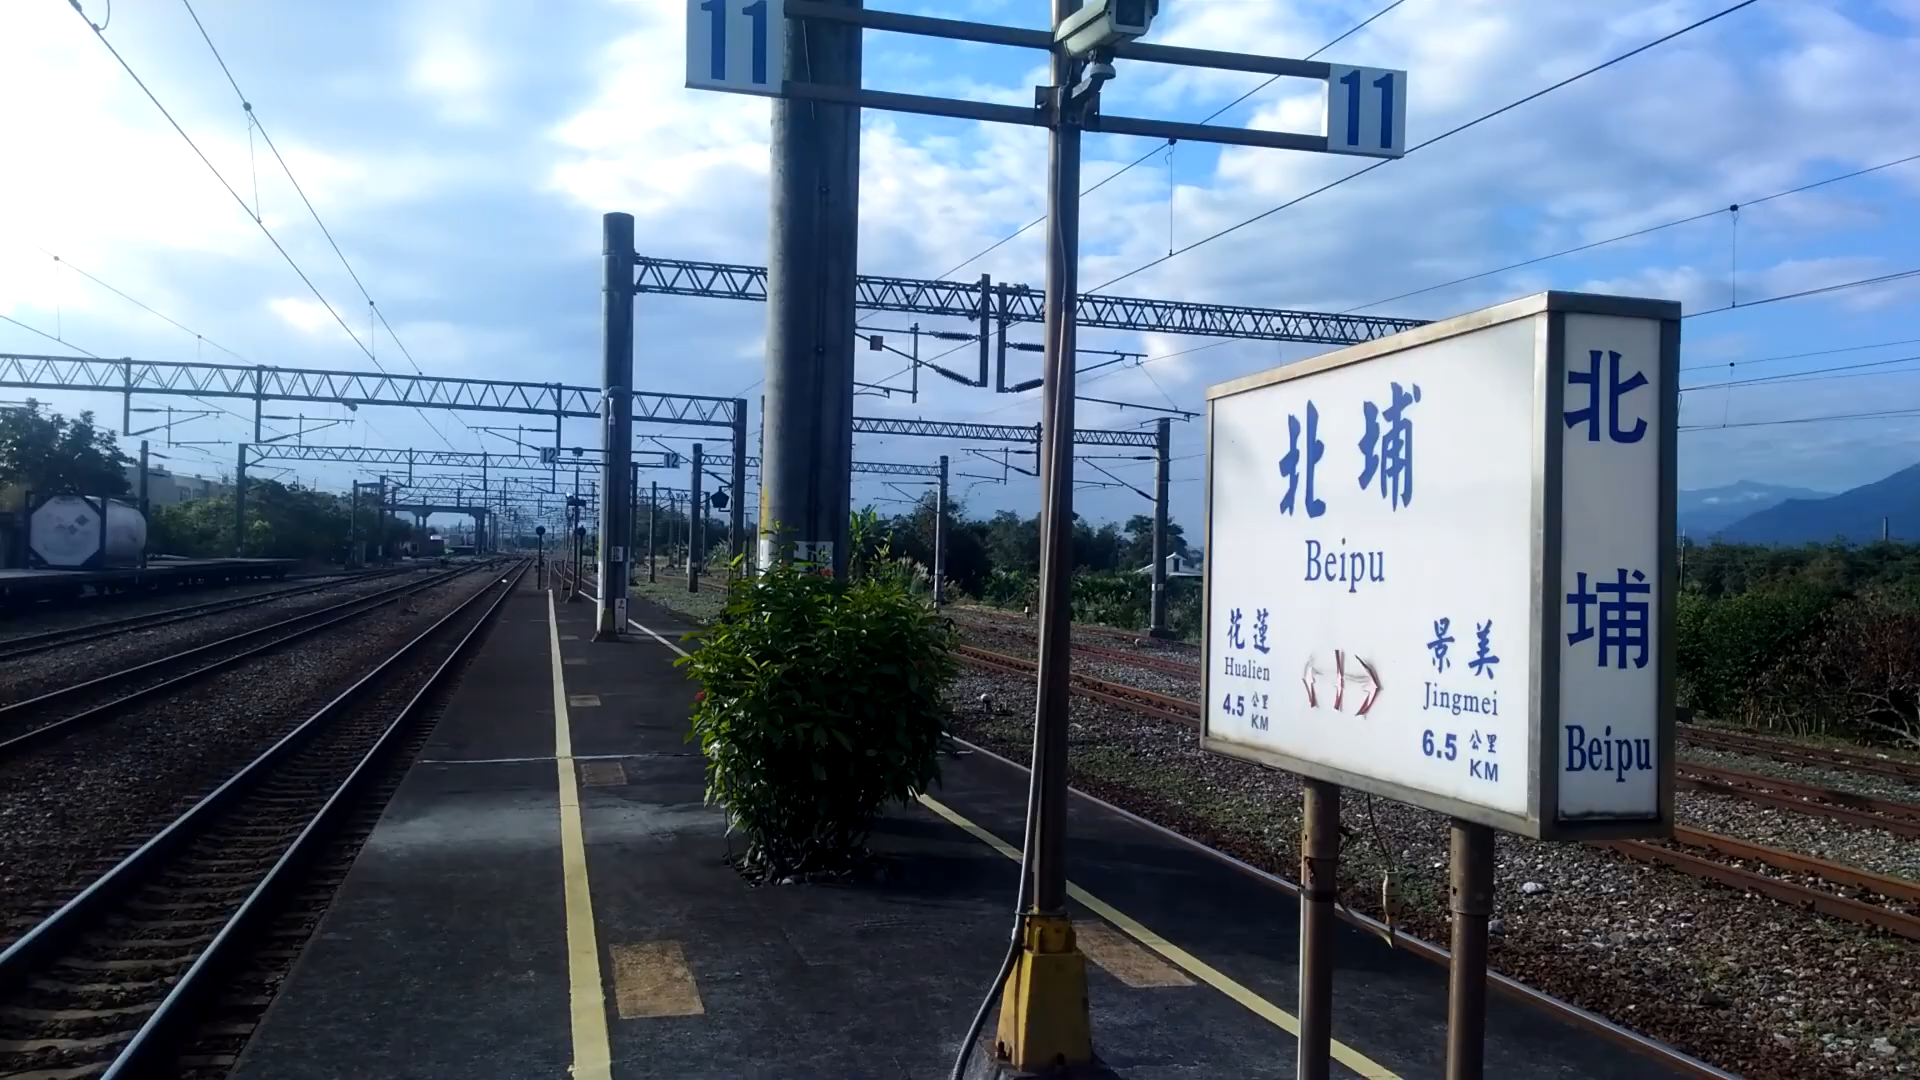 11
11
12
12
北埔
Beipu
花蓮
Hualien
4.5 公里
KM
景美
Jingmei
6.5 公里
KM
北
埔
Beipu